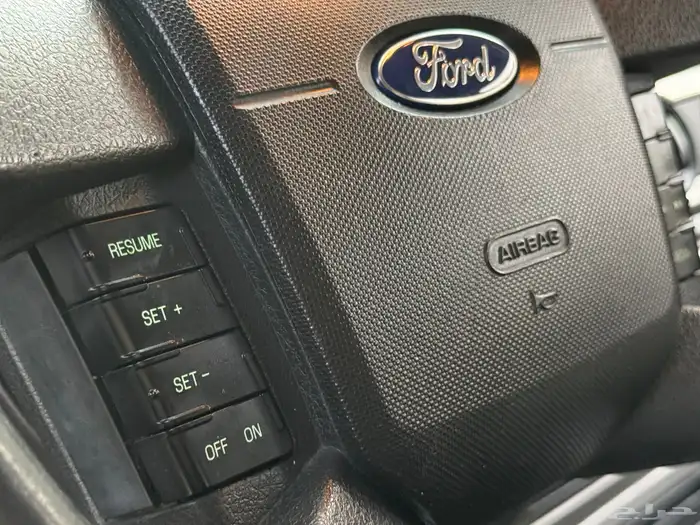 Ford
AIRBAG
RESUME
SET +
SET -
OFF ON
حراج